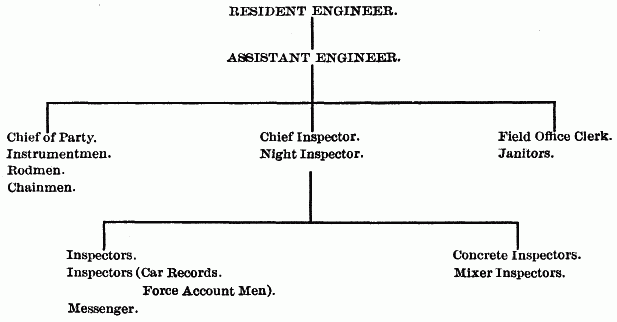 RESIDENT ENGINEER.
ASSISTANT ENGINEER.
Chief of Party.
Instrumentmen.
Rodmen.
Chainmen.
Chief Inspector.
Night Inspector.
Field Office Clerk.
Janitors.
Inspectors.
Inspectors (Car Records.
Force Account Men).
Messenger.
Concrete Inspectors.
Mixer Inspectors.